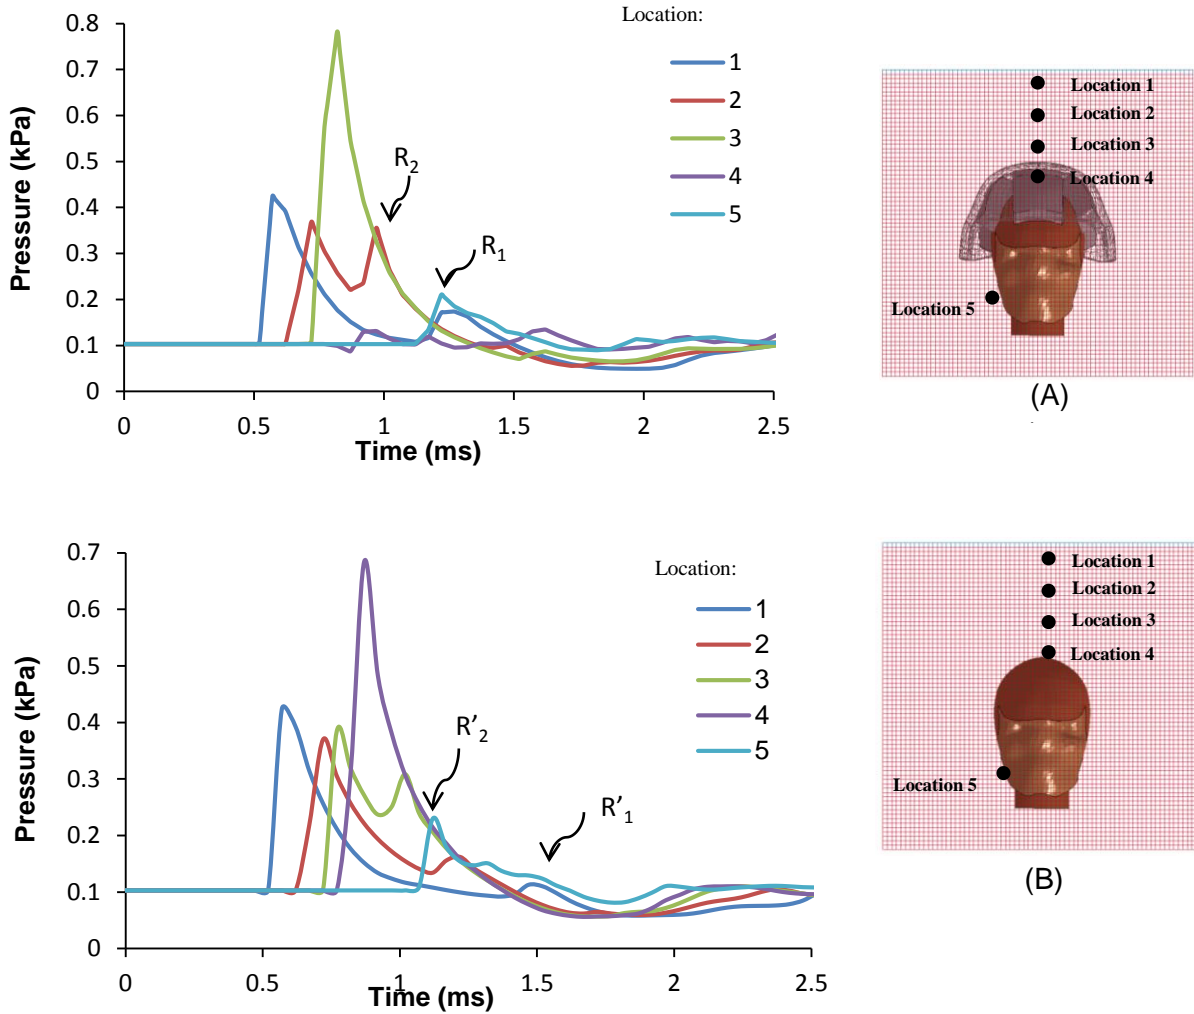 Location:
0.8
0.7
0.6
0.5
0.4
0.3
0.2
0.1
0
Pressure (kPa)
1
2
3
4
5
R2
R1
0
0.5
1
1.5
2
2.5
Time (ms)
Location 1
Location 2
Location 3
Location 4
Location 5
(A)
Location:
0.7
0.6
0.5
0.4
0.3
0.2
0.1
0
Pressure (kPa)
1
2
3
4
5
R’2
R’1
0
0.5
1
1.5
2
2.5
Time (ms)
Location 1
Location 2
Location 3
Location 4
Location 5
(B)